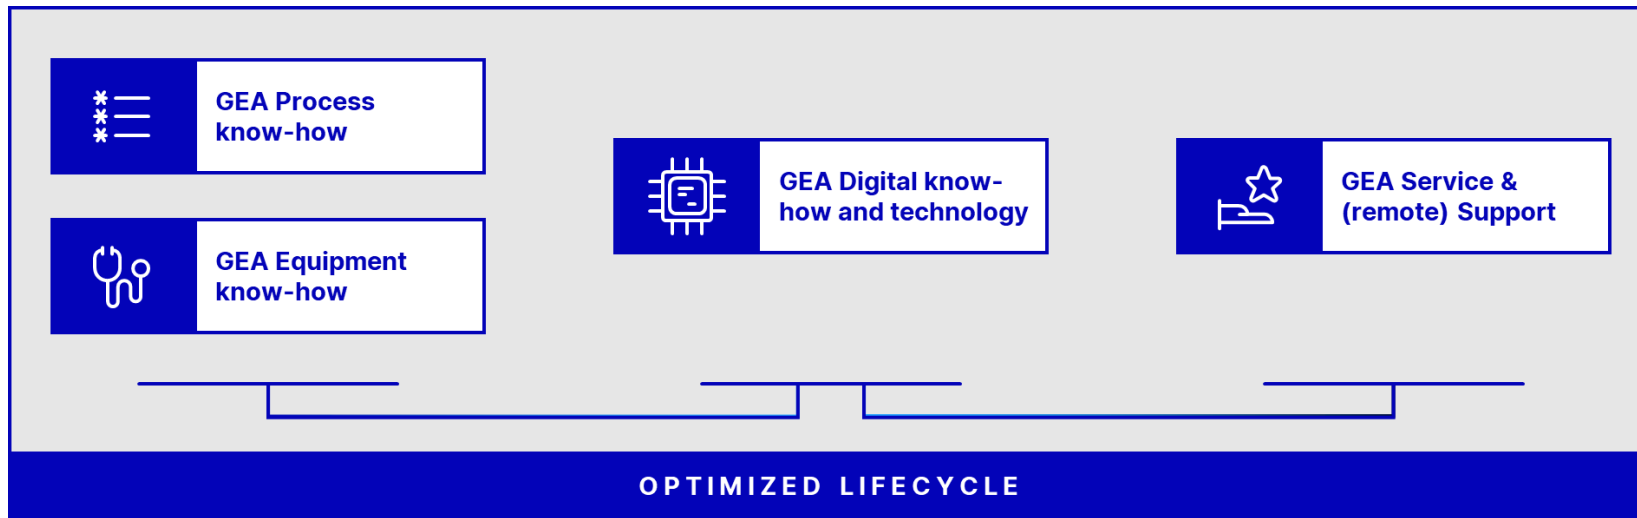 GEA Process
know-how
GEA Equipment
know-how
GEA Digital know-
how and technology
GEA Service &
(remote) Support
OPTIMIZED LIFECYCLE